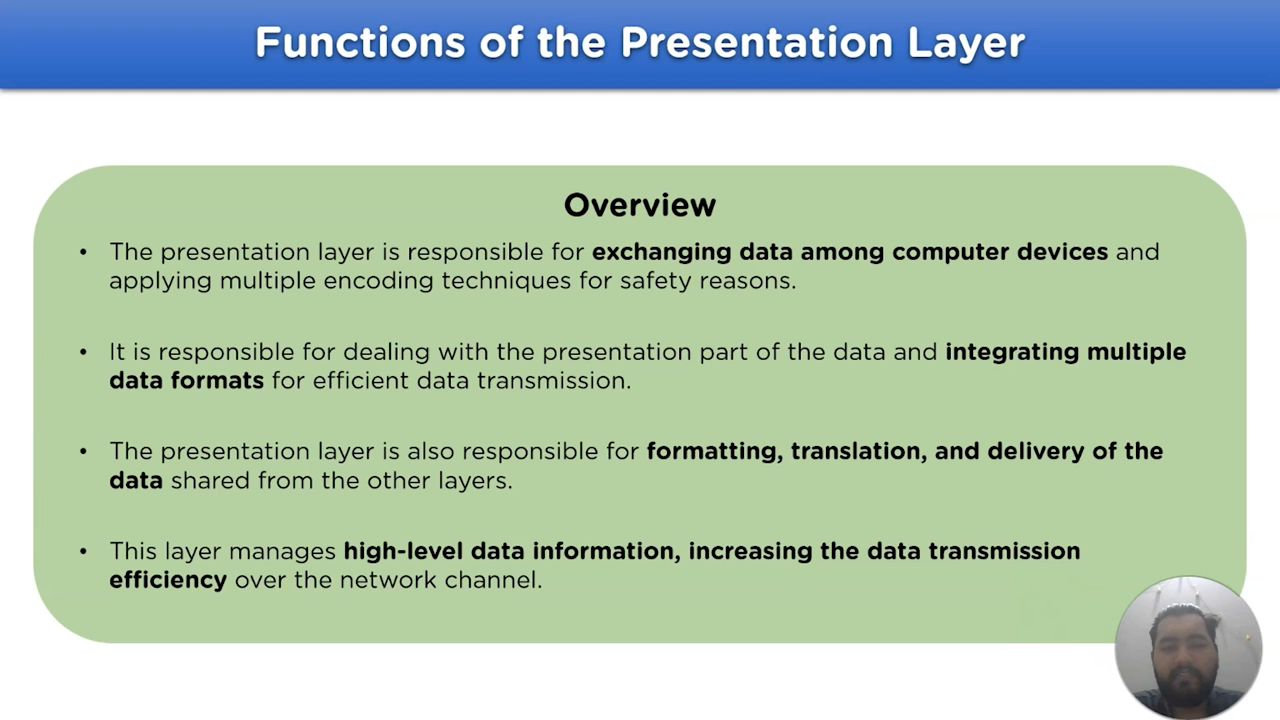 Functions of the Presentation Layer
Overview
• The presentation layer is responsible for exchanging data among computer devices and
applying multiple encoding techniques for safety reasons.
• It is responsible for dealing with the presentation part of the data and integrating multiple
data formats for efficient data transmission.
• The presentation layer is also responsible for formatting, translation, and delivery of the
data shared from the other layers.
• This layer manages high-level data information, increasing the data transmission
efficiency over the network channel.